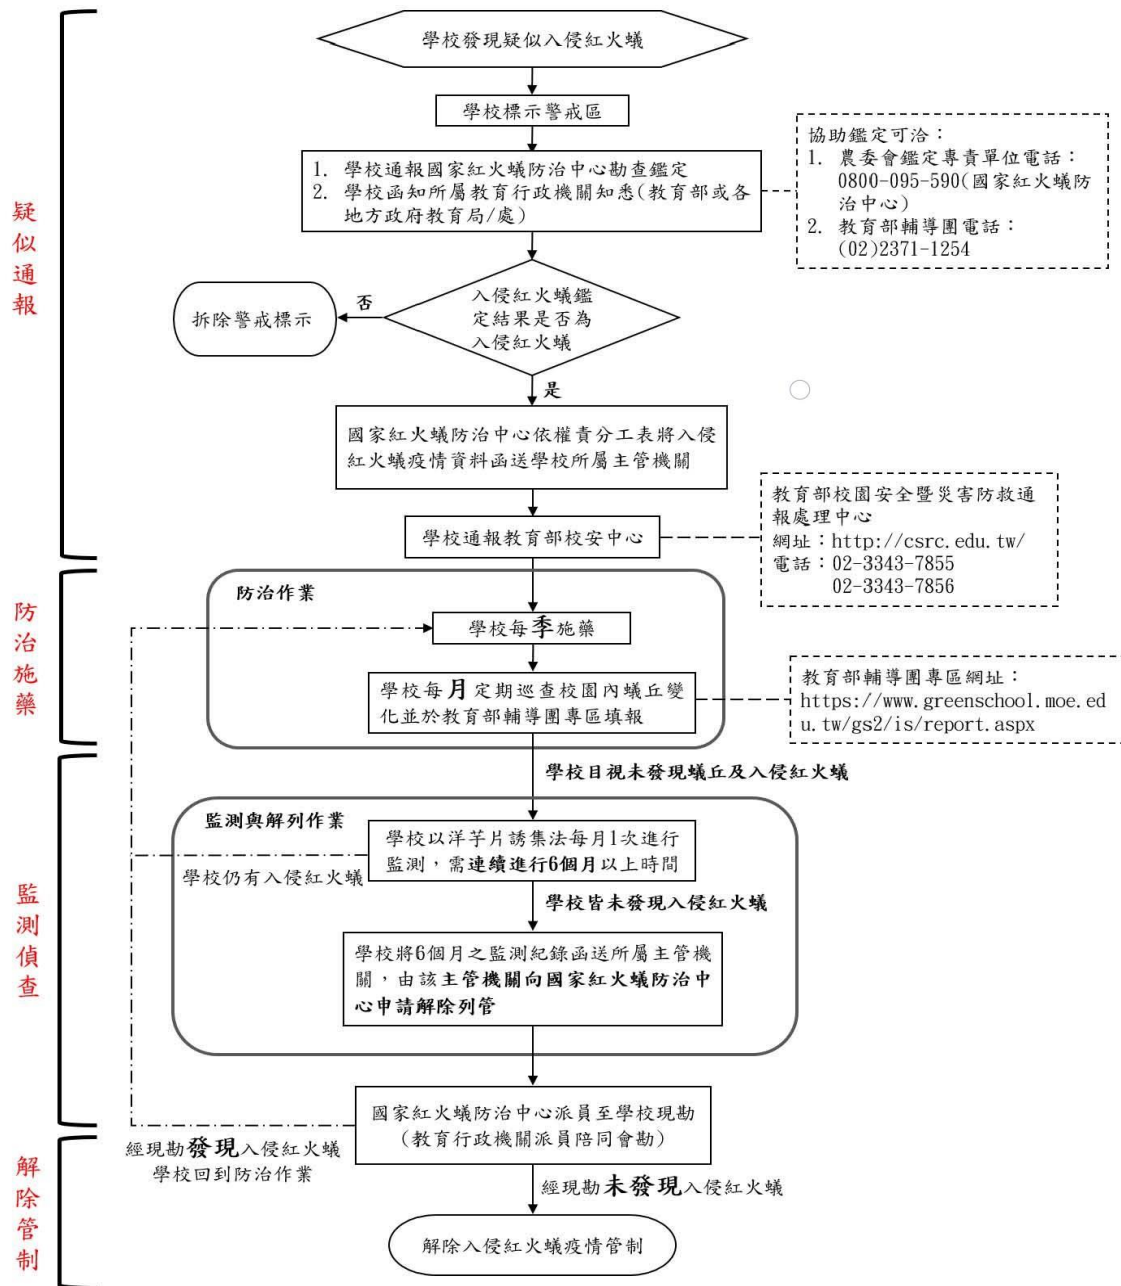 疑似通報
學校發現疑似入侵紅火蟻
學校標示警戒區
1. 學校通報國家紅火蟻防治中心勘查鑑定
2. 學校函知所屬教育行政機關知悉(教育部或各
地方政府教育局/處)
協助鑑定可洽：
1. 農委會鑑定專責單位電話：
0800-095-590(國家紅火蟻防
治中心)
2. 教育部輔導團電話：
(02)2371-1254
入侵紅火蟻鑑
定結果是否為
入侵紅火蟻
否
拆除警戒標示
是
國家紅火蟻防治中心依權責分工表將入侵
紅火蟻疫情資料函送學校所屬主管機關
學校通報教育部校安中心
教育部校園安全暨災害防救通
報處理中心
網址：http://csrc.edu.tw/
電話：02-3343-7855
02-3343-7856
防治施藥
防治作業
學校每季施藥
學校每月定期巡查校園內蟻丘變
化並於教育部輔導團專區填報
教育部輔導團專區網址：
https://www.greenschool.moe.ed
u.tw/gs2/is/report.aspx
學校目視未發現蟻丘及入侵紅火蟻
監測偵查
監測與解列作業
學校以洋芋片誘集法每月1次進行
監測，需連續進行6個月以上時間
學校仍有入侵紅火蟻
學校皆未發現入侵紅火蟻
學校將6個月之監測紀錄函送所屬主管機
關，由該主管機關向國家紅火蟻防治中
心申請解除列管
國家紅火蟻防治中心派員至學校現勘
(教育行政機關派員陪同會勘)
經現勘發現入侵紅火蟻
學校回到防治作業
解除管制
經現勘未發現入侵紅火蟻
解除入侵紅火蟻疫情管制